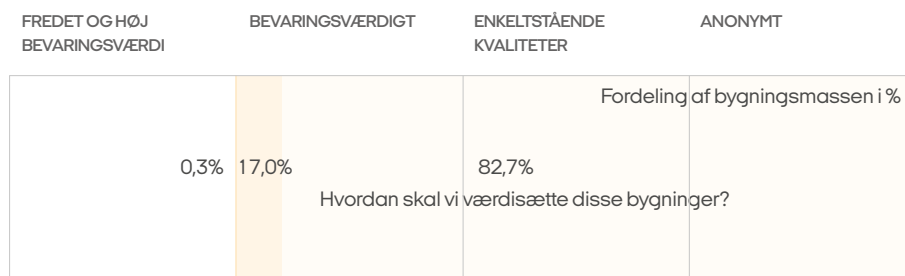 FREDET OG HØJ
BEVARINGSVÆRDI
BEVARINGSVÆRDIGT
ENKELTSTÅENDE
KVALITETER
ANONYMT
Fordeling af bygningsmassen i %
0,3% 17,0% 82,7%
Hvordan skal vi værdisætte disse bygninger?